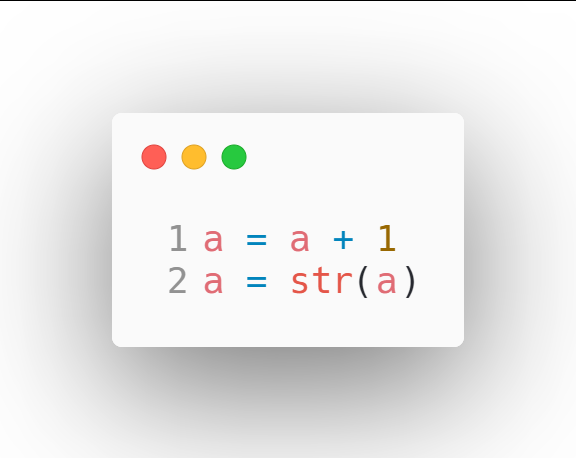 1 a = a + 1
2 a = str(a)